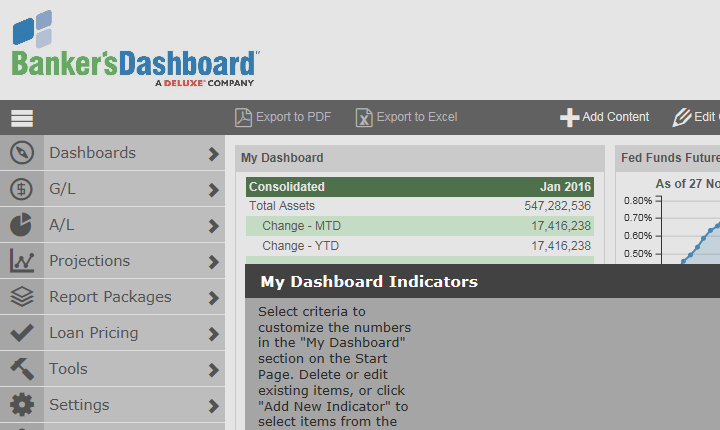 Banker'sDashboard™
A DELUXE® COMPANY
Export to PDF
Export to Excel
Add Content
Edit
Dashboards
G/L
A/L
Projections
Report Packages
Loan Pricing
Tools
Settings
My Dashboard
Consolidated Jan 2016
Total Assets 547,282,536
Change - MTD 17,416,238
Change - YTD 17,416,238
Fed Funds Future
As of 27 No
0.80%
0.70%
0.60%
0.50%
My Dashboard Indicators
Select criteria to
customize the numbers
in the "My Dashboard"
section on the Start
Page. Delete or edit
existing items, or click
"Add New Indicator" to
select items from the